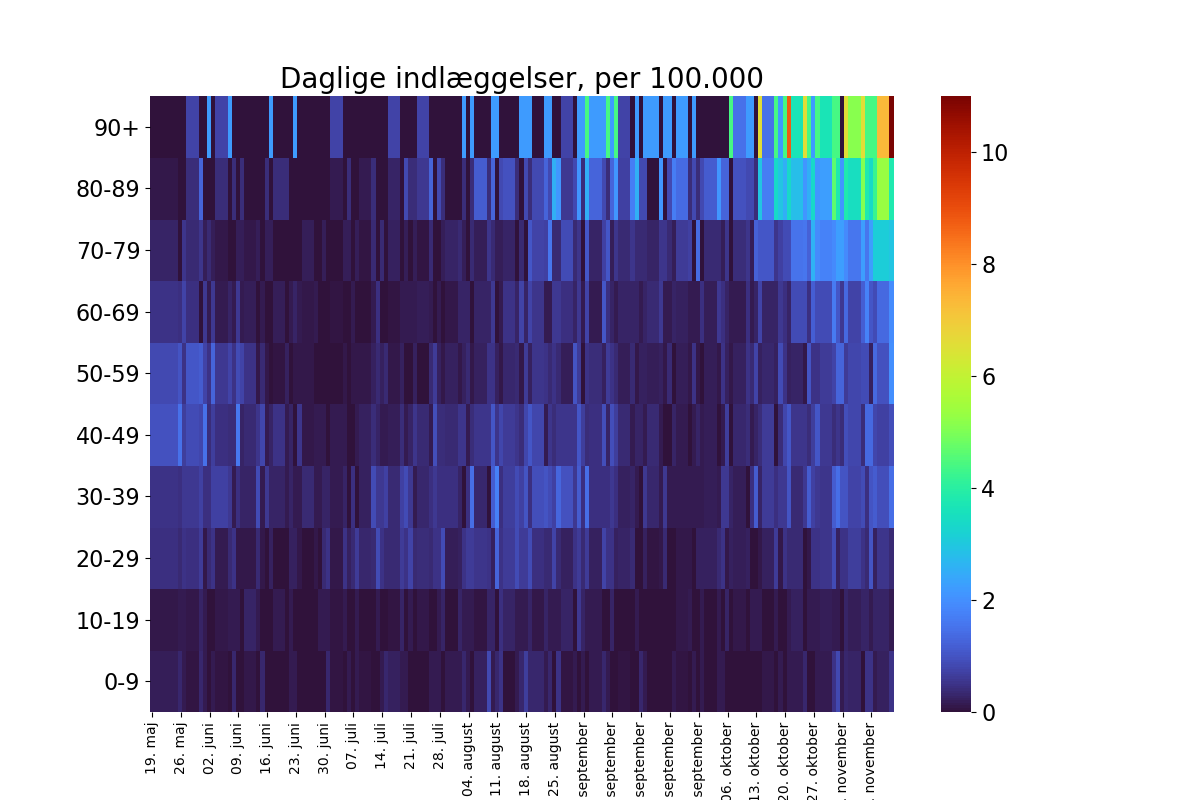 Daglige indlæggelser, per 100.000
90+
80-89
70-79
60-69
50-59
40-49
30-39
20-29
10-19
0-9
10
8
6
4
2
0
19. maj
26. maj
02. juni
09. juni
16. juni
23. juni
30. juni
07. juli
14. juli
21. juli
28. juli
04. august
11. august
18. august
25. august
september
september
september
september
september
06. oktober
13. oktober
20. oktober
27. oktober
. november
. november